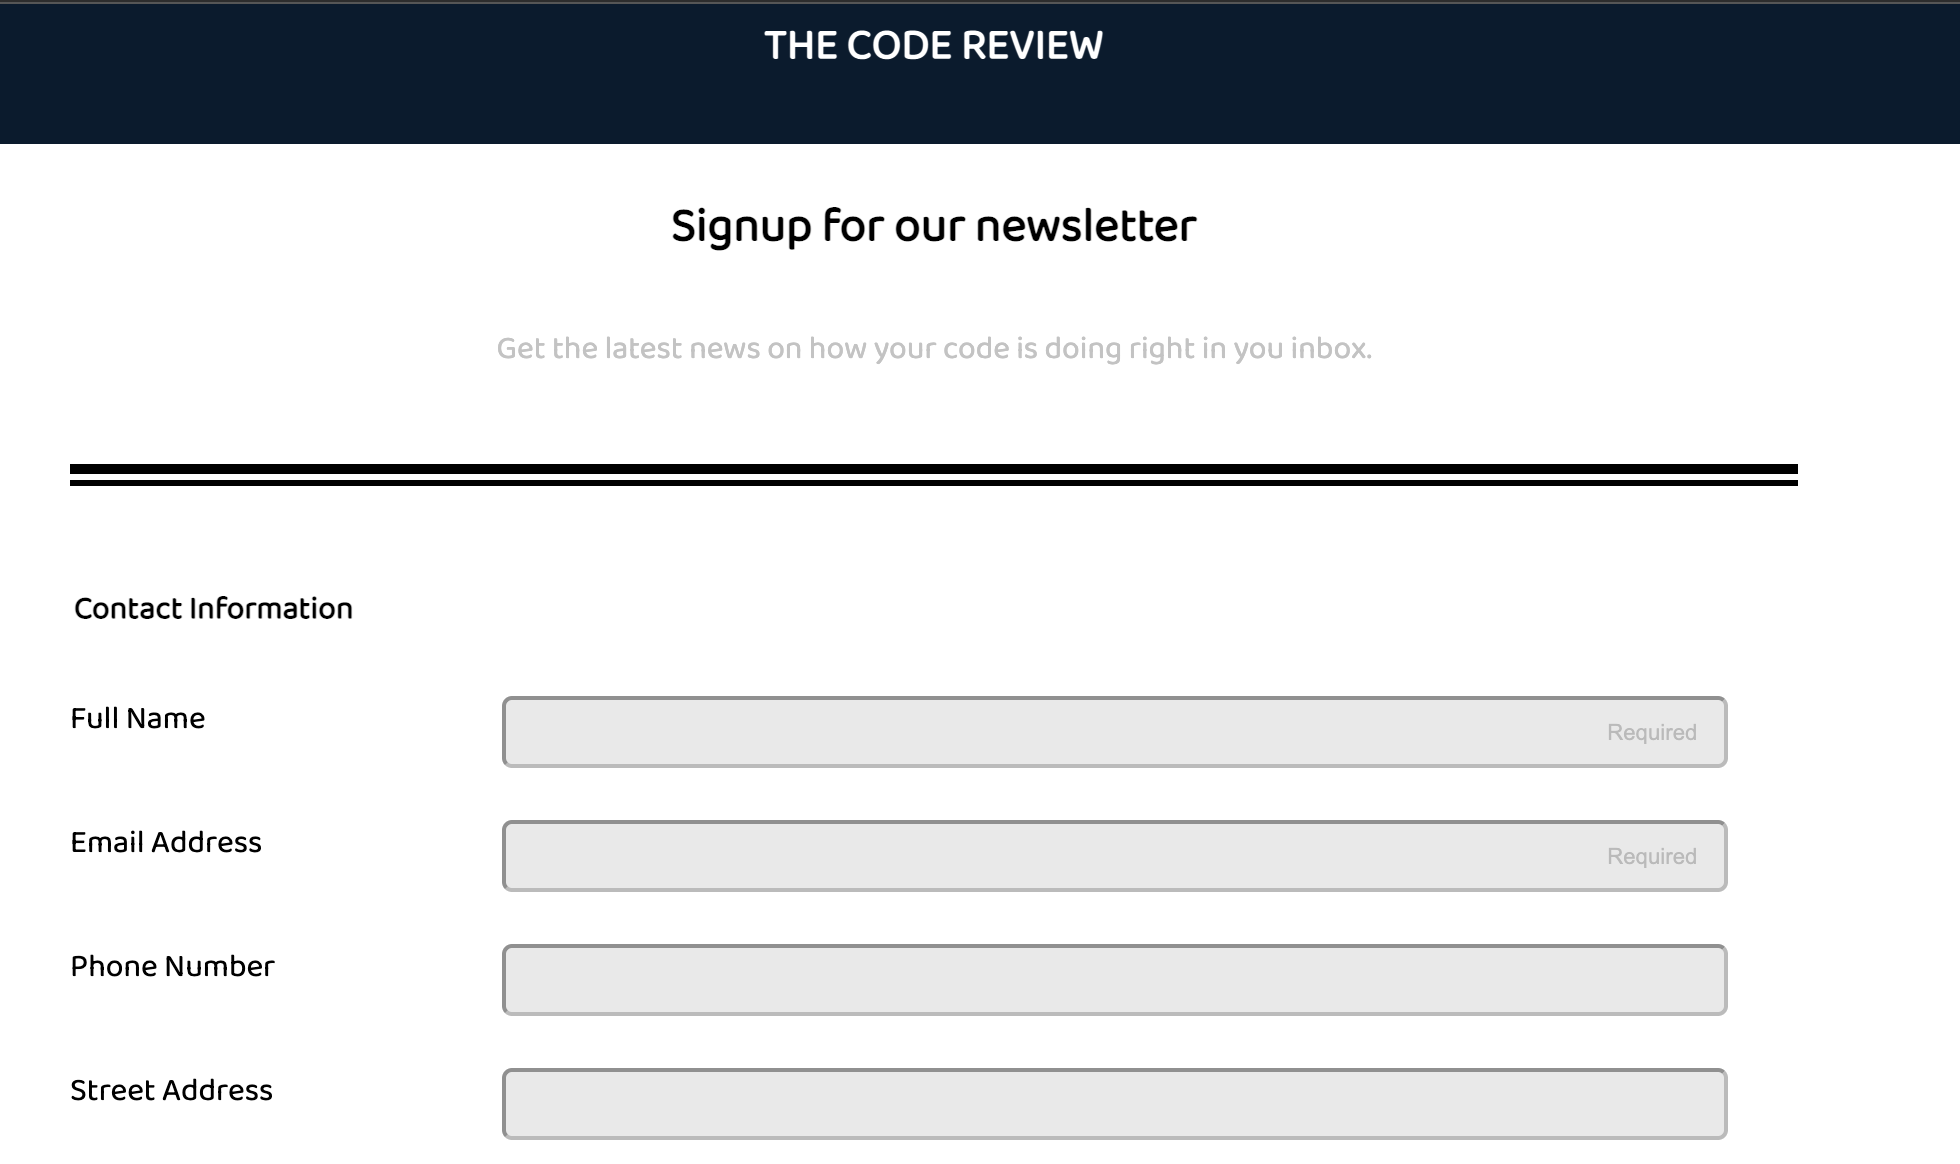 THE CODE REVIEW
Signup for our newsletter
Get the latest news on how your code is doing right in you inbox.
Contact Information
Full Name
Required
Email Address
Required
Phone Number
Street Address